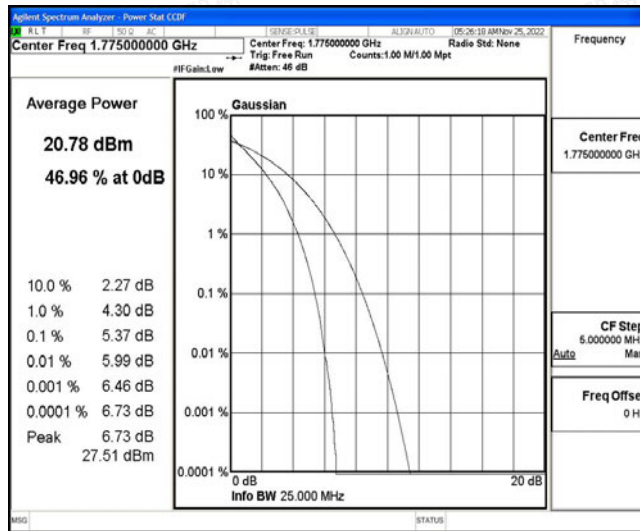 Agilent Spectrum Analyzer - Power Stat CCDF
RLT RF 50 Ω AC SENSE:PULSE ALIGN AUTO 05:26:18 AM Nov 25, 2022
Center Freq 1.775000000 GHz
Center Freq: 1.775000000 GHz Radio Std: None
Trig: Free Run Counts:1.00 M/1.00 Mpt
#IFGain:Low #Atten: 46 dB
Frequency
Average Power
20.78 dBm
46.96 % at 0dB
10.0 % 2.27 dB
1.0 % 4.30 dB
0.1 % 5.37 dB
0.01 % 5.99 dB
0.001 % 6.46 dB
0.0001 % 6.73 dB
Peak 6.73 dB
27.51 dBm
Gaussian
100 %
10 %
1 %
0.1 %
0.01 %
0.001 %
0.0001 %
0 dB 20 dB
Info BW 25.000 MHz
Center Fre
1.775000000 GH
CF Step
5.000000 MH
Auto Ma
Freq Offse
0 H
MSG STATUS